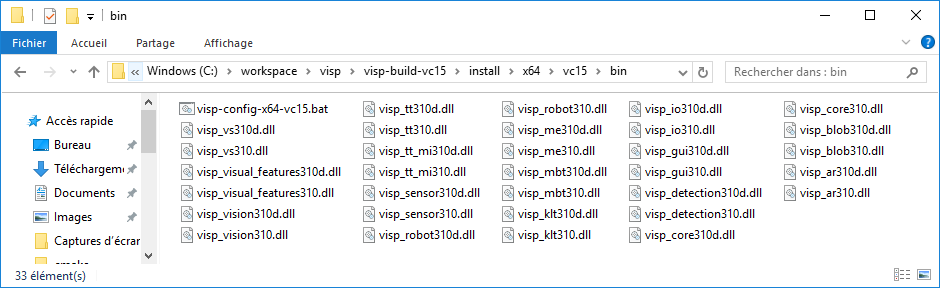 bin
Fichier Accueil Partage Affichage
« Windows (C:) workspace visp visp-build-vc15 install x64 vc15 bin Rechercher dans : bin
Accès rapide
Bureau
Téléchargeme
Documents
Images
Captures d'écran
visp-config-x64-vc15.bat
visp_vs310d.dll
visp_vs310.dll
visp_visual_features310d.dll
visp_visual_features310.dll
visp_vision310d.dll
visp_vision310.dll
visp_tt310d.dll
visp_tt310.dll
visp_tt_mi310d.dll
visp_tt_mi310.dll
visp_sensor310d.dll
visp_sensor310.dll
visp_robot310d.dll
visp_robot310.dll
visp_me310d.dll
visp_me310.dll
visp_mbt310d.dll
visp_mbt310.dll
visp_klt310d.dll
visp_klt310.dll
visp_io310d.dll
visp_io310.dll
visp_gui310d.dll
visp_gui310.dll
visp_detection310d.dll
visp_detection310.dll
visp_core310d.dll
visp_core310.dll
visp_blob310d.dll
visp_blob310.dll
visp_ar310d.dll
visp_ar310.dll
33 élément(s)